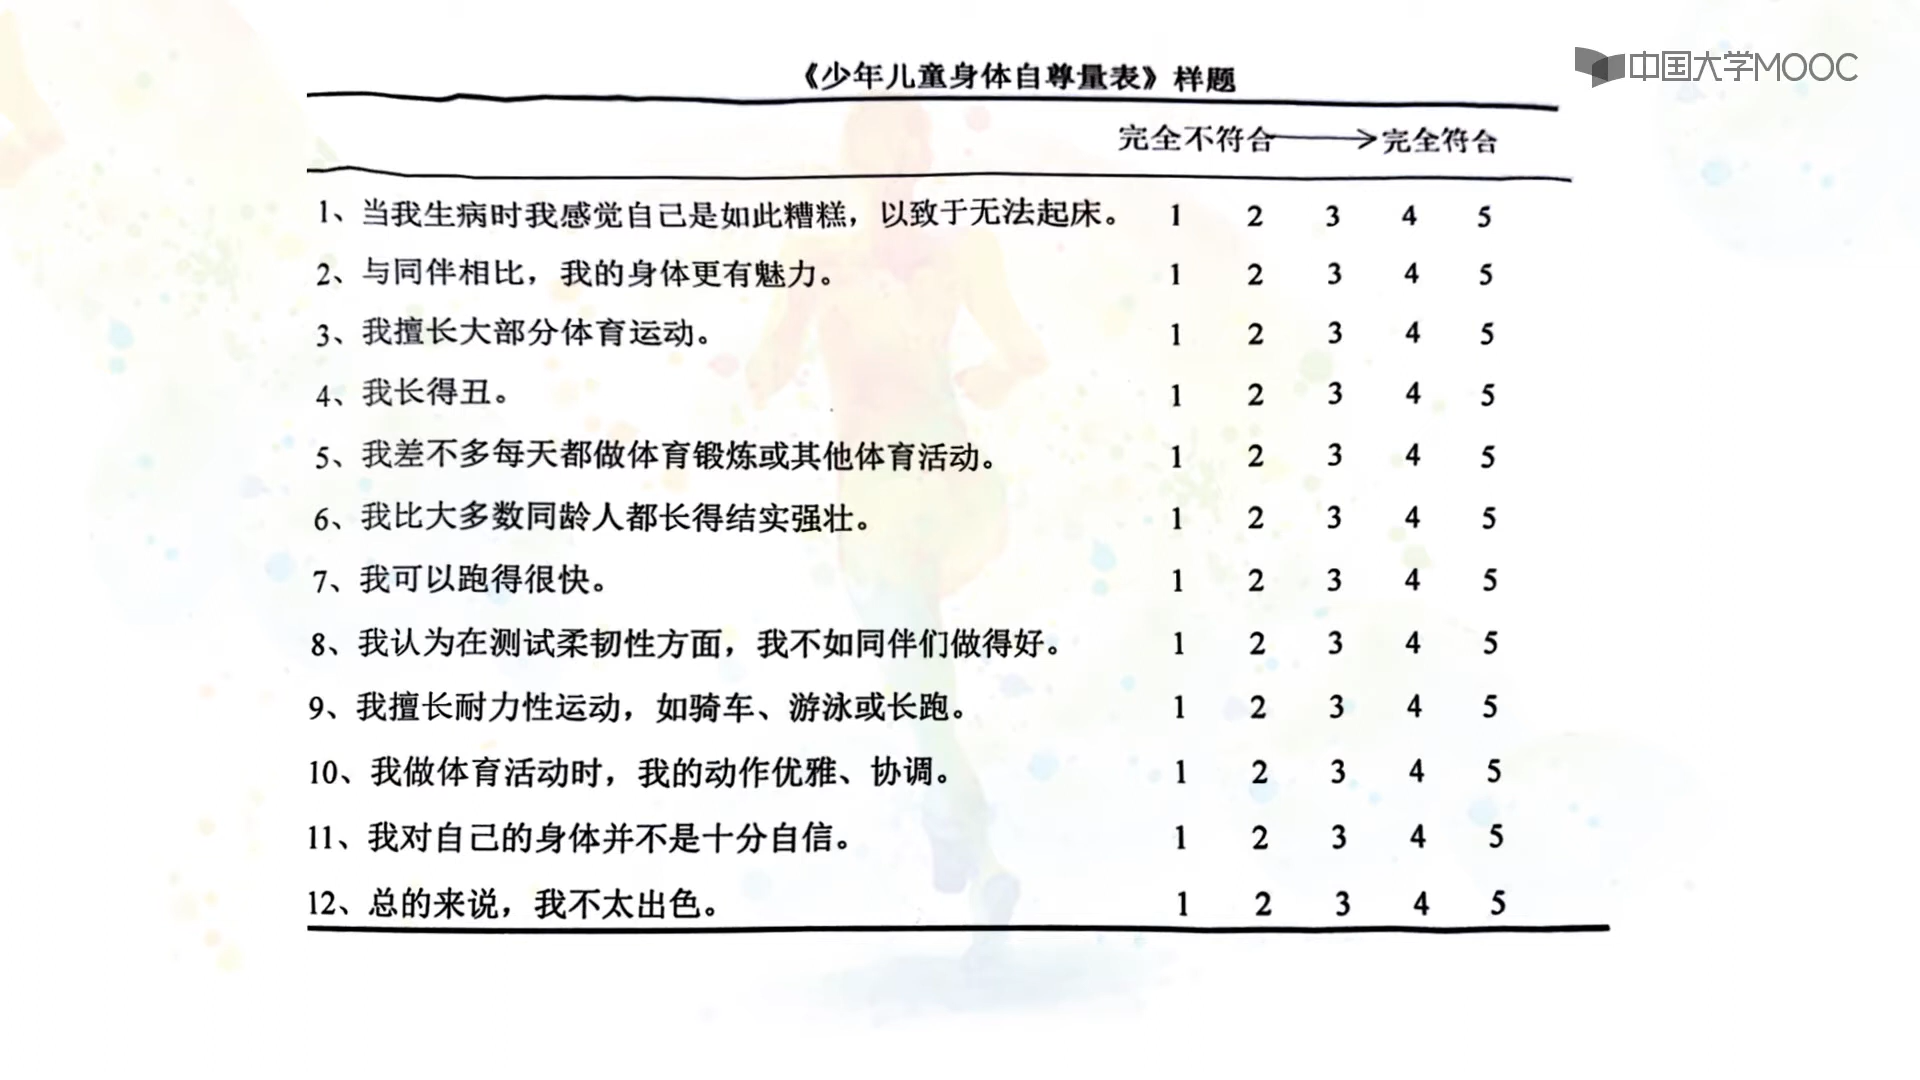 中国大学MOOC
《少年儿童身体自尊量表》样题
完全不符合——>完全符合
1、当我生病时我感觉自己是如此糟糕，以致于无法起床。 1 2 3 4 5
2、与同伴相比，我的身体更有魅力。 1 2 3 4 5
3、我擅长大部分体育运动。 1 2 3 4 5
4、我长得丑。 1 2 3 4 5
5、我差不多每天都做体育锻炼或其他体育活动。 1 2 3 4 5
6、我比大多数同龄人都长得结实强壮。 1 2 3 4 5
7、我可以跑得很快。 1 2 3 4 5
8、我认为在测试柔韧性方面，我不如同伴们做得好。 1 2 3 4 5
9、我擅长耐力性运动，如骑车、游泳或长跑。 1 2 3 4 5
10、我做体育活动时，我的动作优雅、协调。 1 2 3 4 5
11、我对自己的身体并不是十分自信。 1 2 3 4 5
12、总的来说，我不太出色。 1 2 3 4 5